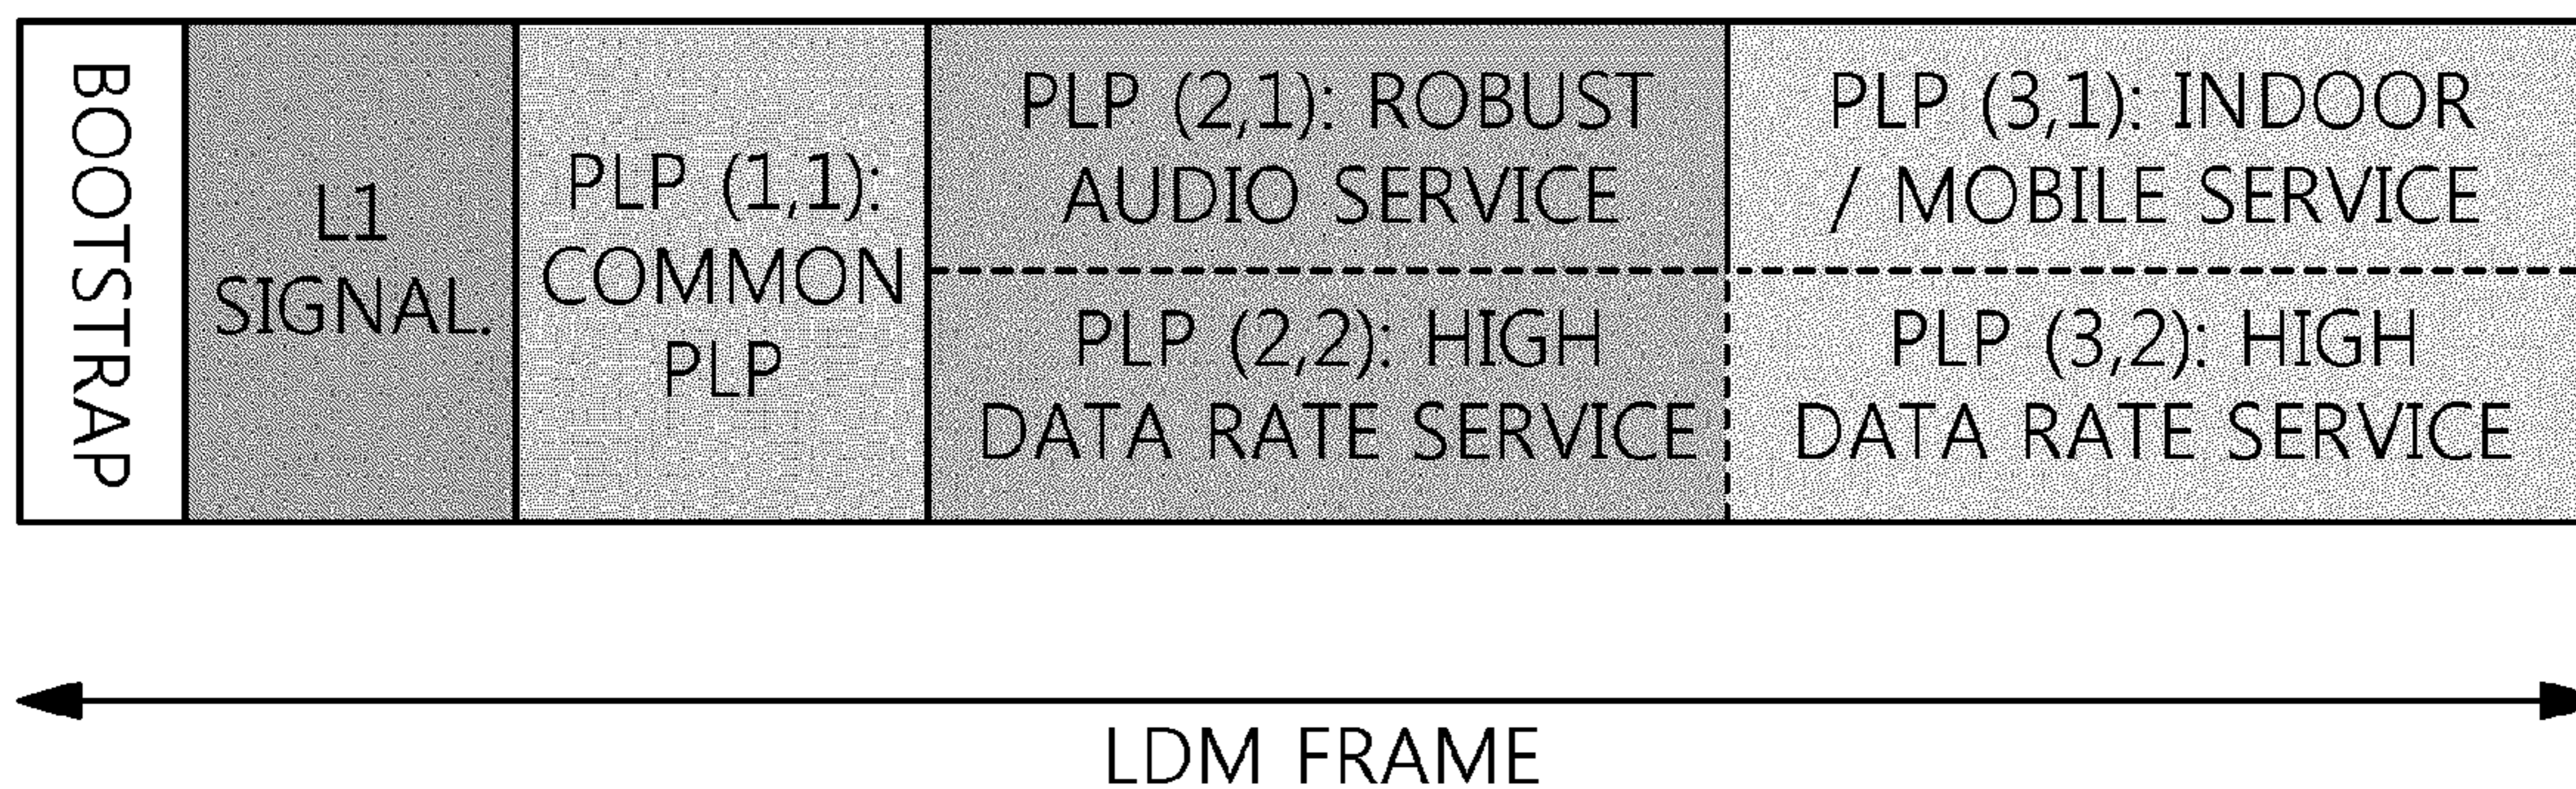 BOOTSTRAP
L1
SIGNAL.
PLP (1,1):
COMMON
PLP
PLP (2,1): ROBUST
AUDIO SERVICE
PLP (2,2): HIGH
DATA RATE SERVICE
PLP (3,1): INDOOR
/ MOBILE SERVICE
PLP (3,2): HIGH
DATA RATE SERVICE
LDM FRAME